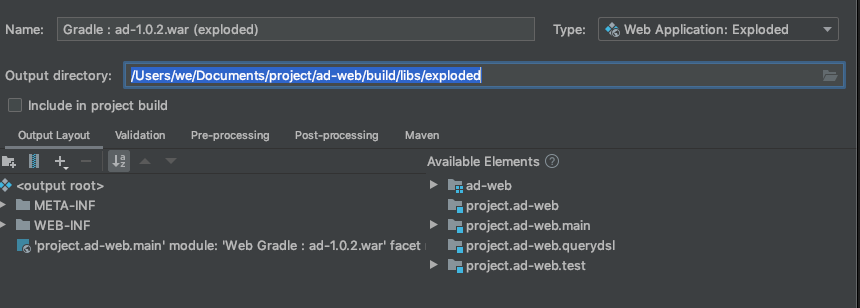 Name: Gradle : ad-1.0.2.war (exploded) Type: Web Application: Exploded
Output directory: /Users/we/Documents/project/ad-web/build/libs/exploded
Include in project build
Output Layout Validation Pre-processing Post-processing Maven
Available Elements ?
<output root> ad-web
META-INF project.ad-web
WEB-INF project.ad-web.main
'project.ad-web.main' module: 'Web Gradle : ad-1.0.2.war' facet project.ad-web.querydsl
project.ad-web.test